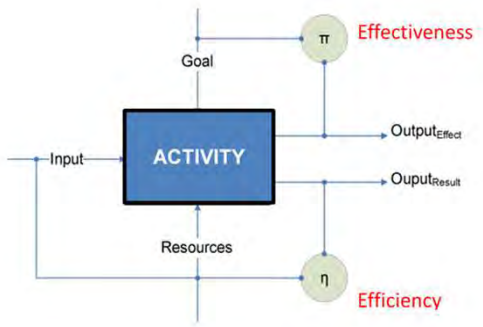 π
Effectiveness
Goal
Output Effect
Input
ACTIVITY
Ouput Result
Resources
η
Efficiency